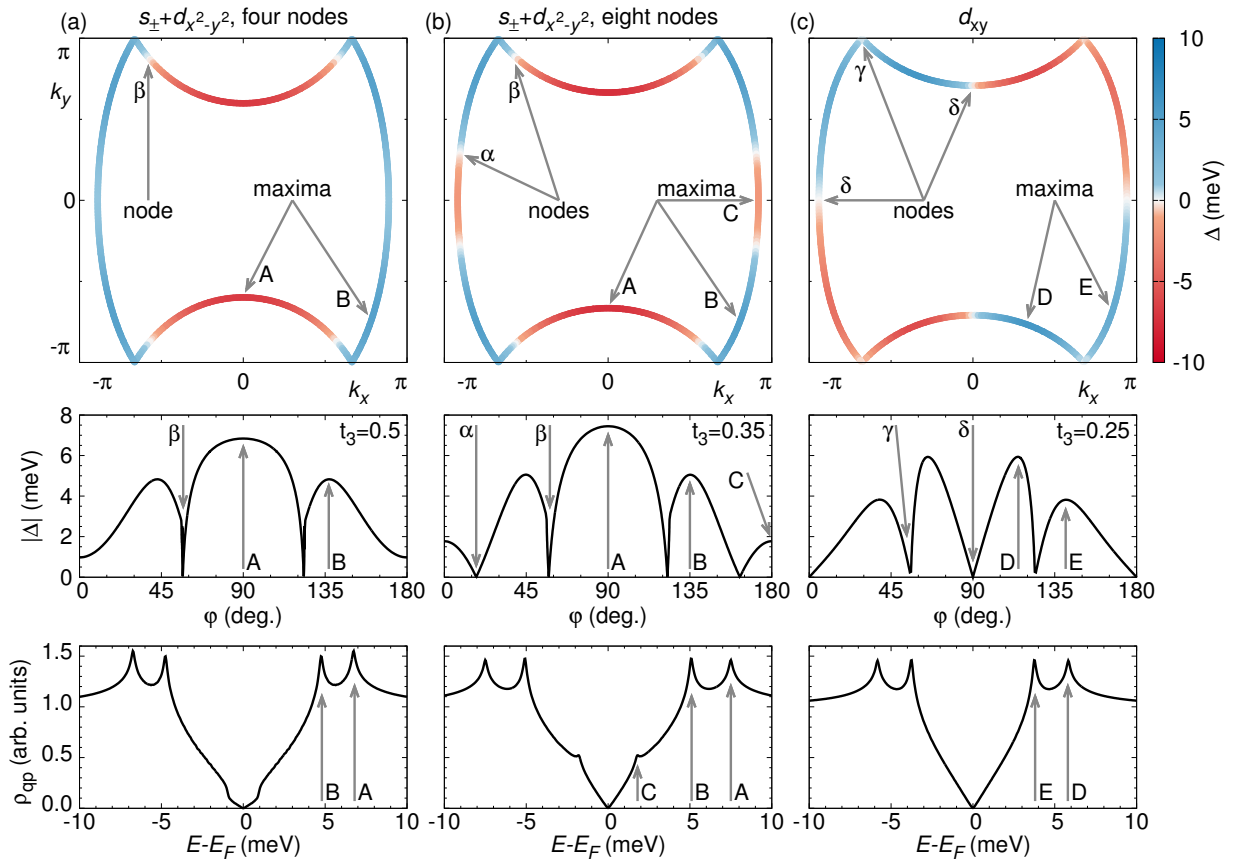 (a) s±+dx²-y², four nodes
(b) s±+dx²-y², eight nodes
(c) dxy
π
ky
0
-π
β
node
maxima
A
B
-π 0 kx π
β
α
nodes
maxima
C
A
B
-π 0 kx π
γ
δ
δ
nodes
maxima
D
E
-π 0 kx π
10
5
0
-5
-10
Δ (meV)
8
6
4
2
0
|Δ| (meV)
β
t3=0.5
A
B
0 45 90 135 180
φ (deg.)
α
β
t3=0.35
C
A
B
0 45 90 135 180
φ (deg.)
γ
δ
t3=0.25
D
E
0 45 90 135 180
φ (deg.)
1.5
1.0
0.5
0.0
ρqp (arb. units)
B
A
-10 -5 0 5 10
E-EF (meV)
C
B
A
-10 -5 0 5 10
E-EF (meV)
E
D
-10 -5 0 5 10
E-EF (meV)